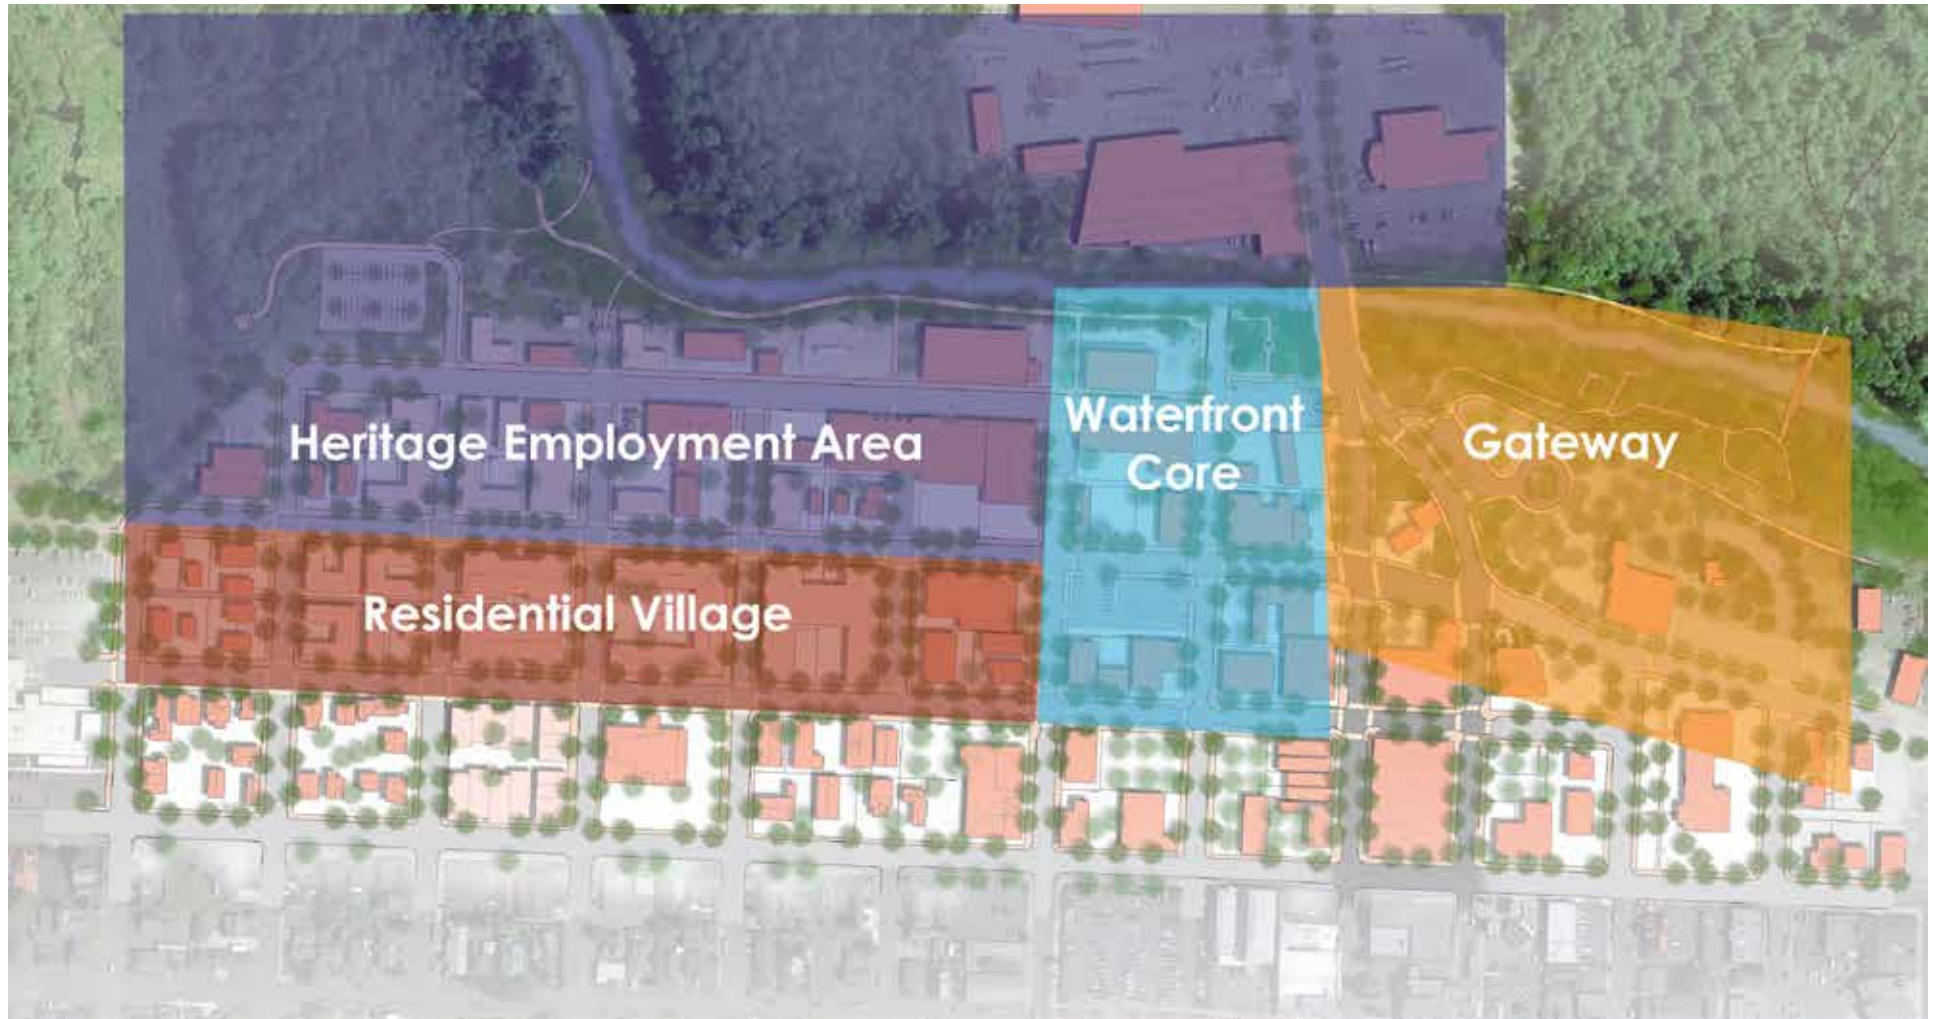 Heritage Employment Area
Waterfront
Core
Gateway
Residential Village